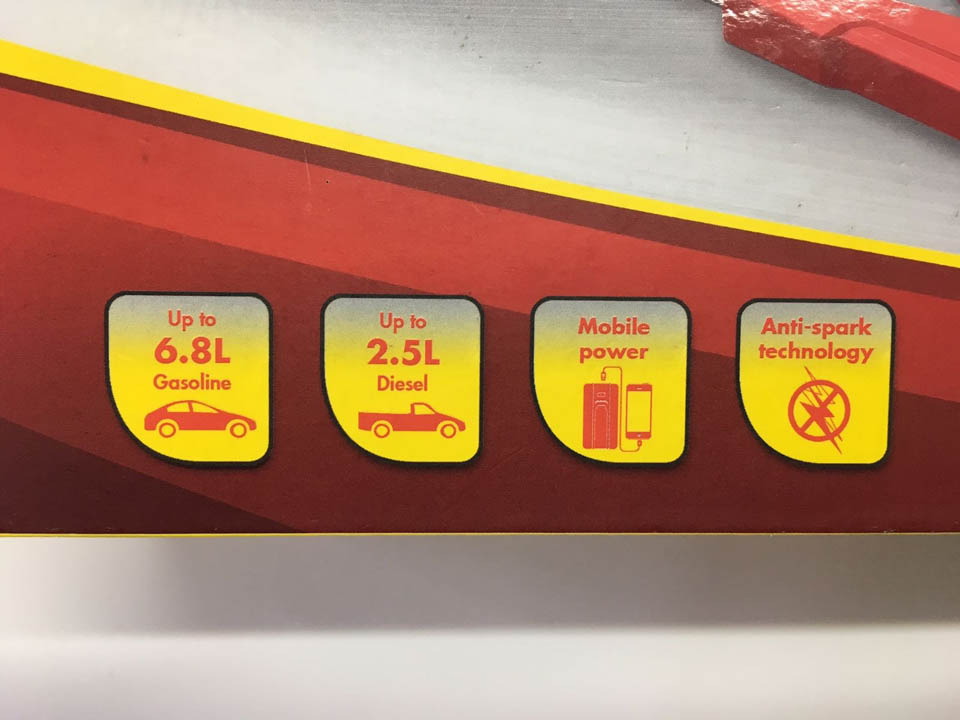 Up to
6.8L
Gasoline
Up to
2.5L
Diesel
Mobile
power
Anti-spark
technology